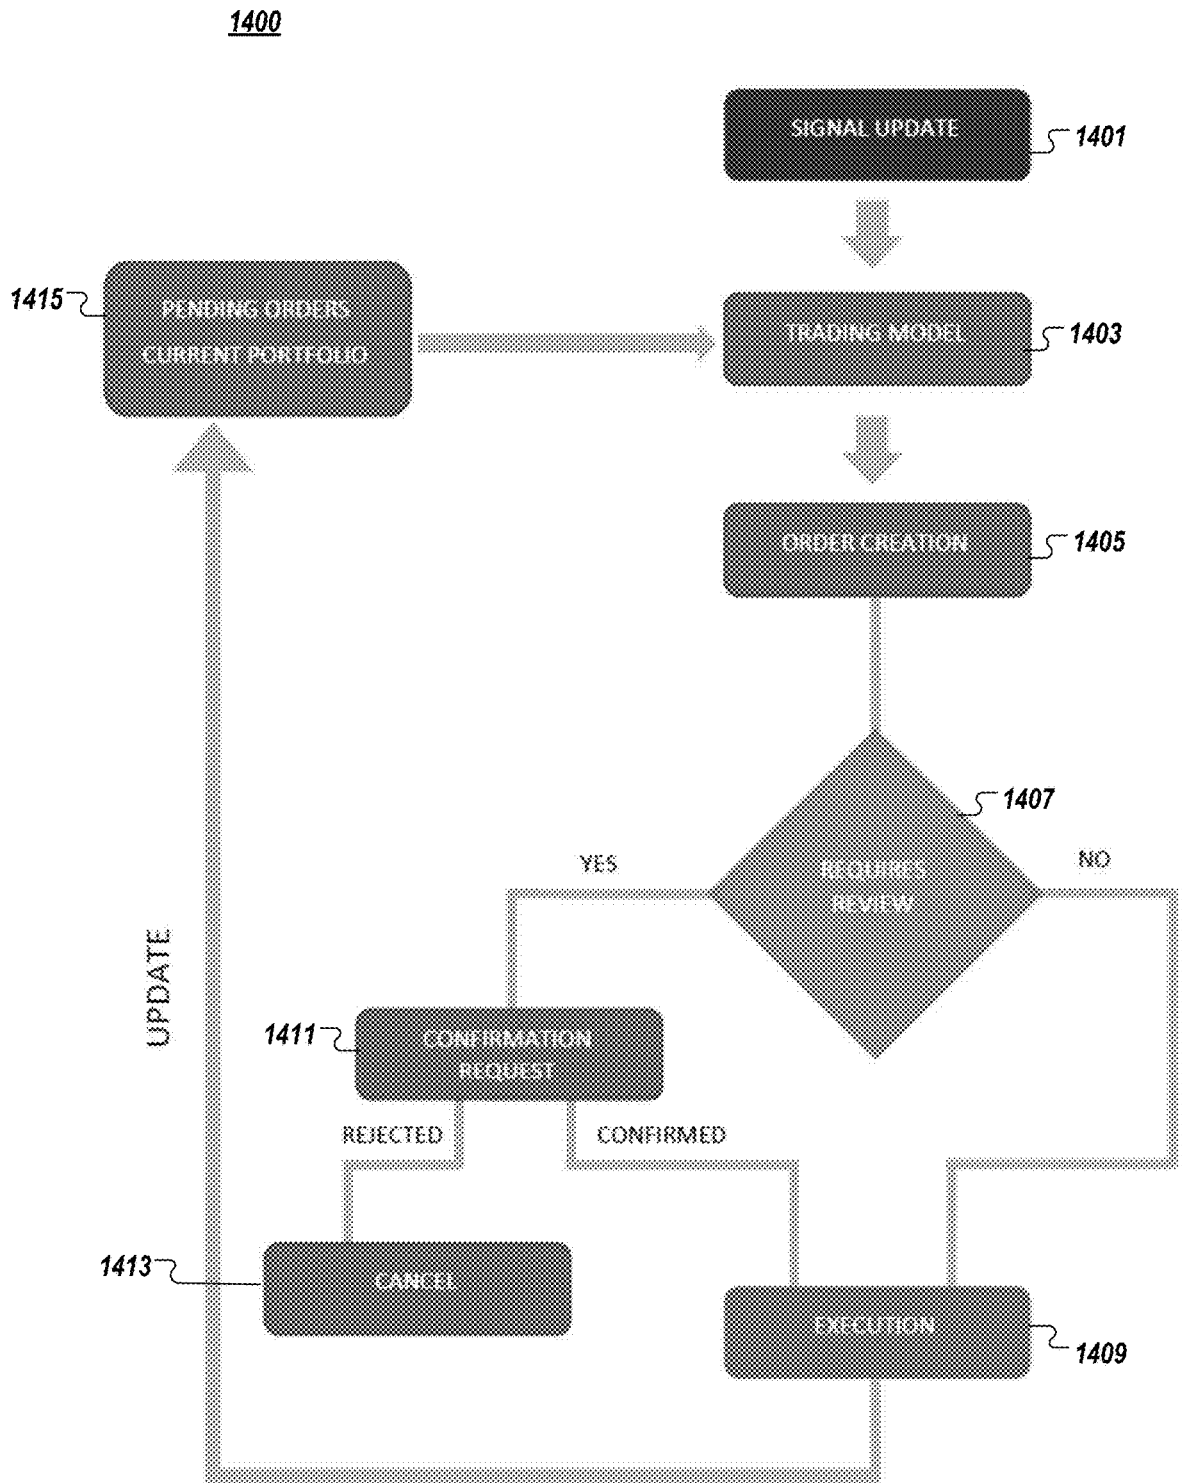 1400
SIGNAL UPDATE
1401
1415
PENDING ORDERS
CURRENT PORTFOLIO
TRADING MODEL
1403
ORDER CREATION
1405
1407
YES
REQUIRES
REVIEW
NO
UPDATE
1411
CONFIRMATION
REQUEST
REJECTED
CONFIRMED
1413
CANCEL
EXECUTION
1409